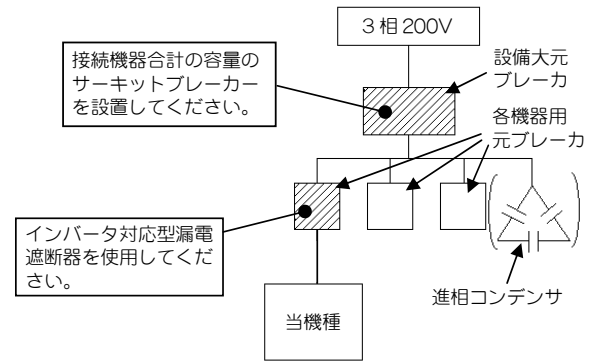 3相200V
接続機器合計の容量の
サーキットブレーカー
を設置してください。
設備大元
ブレーカ
各機器用
元ブレーカ
インバータ対応型漏電
遮断器を使用してくだ
さい。
進相コンデンサ
当機種